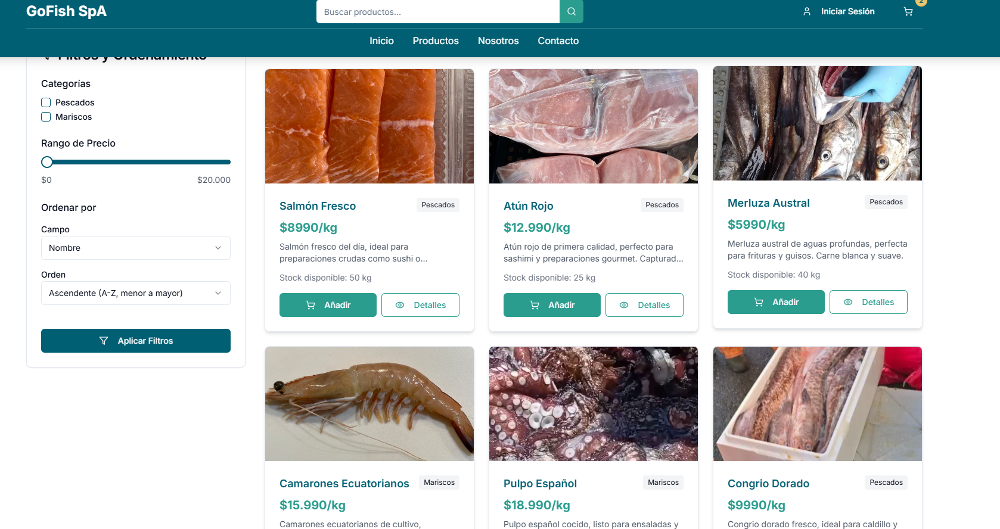 GoFish SpA
Buscar productos...
Iniciar Sesión
2
Inicio
Productos
Nosotros
Contacto
Filtros y Ordenamiento
Categorías
Pescados
Mariscos
Rango de Precio
$0
$20.000
Ordenar por
Campo
Nombre
Orden
Ascendente (A-Z, menor a mayor)
Aplicar Filtros
Salmón Fresco
Pescados
$8990/kg
Salmón fresco del día, ideal para
preparaciones crudas como sushi o...
Stock disponible: 50 kg
Añadir
Detalles
Atún Rojo
Pescados
$12.990/kg
Atún rojo de primera calidad, perfecto para
sashimi y preparaciones gourmet. Capturad...
Stock disponible: 25 kg
Añadir
Detalles
Merluza Austral
Pescados
$5990/kg
Merluza austral de aguas profundas, perfecta
para frituras y guisos. Carne blanca y suave.
Stock disponible: 40 kg
Añadir
Detalles
Camarones Ecuatorianos
Mariscos
$15.990/kg
Camarones ecuatorianos de cultivo,
Pulpo Español
Mariscos
$18.990/kg
Pulpo español cocido, listo para ensaladas y
Congrio Dorado
Pescados
$9990/kg
Congrio dorado fresco, ideal para caldillo y